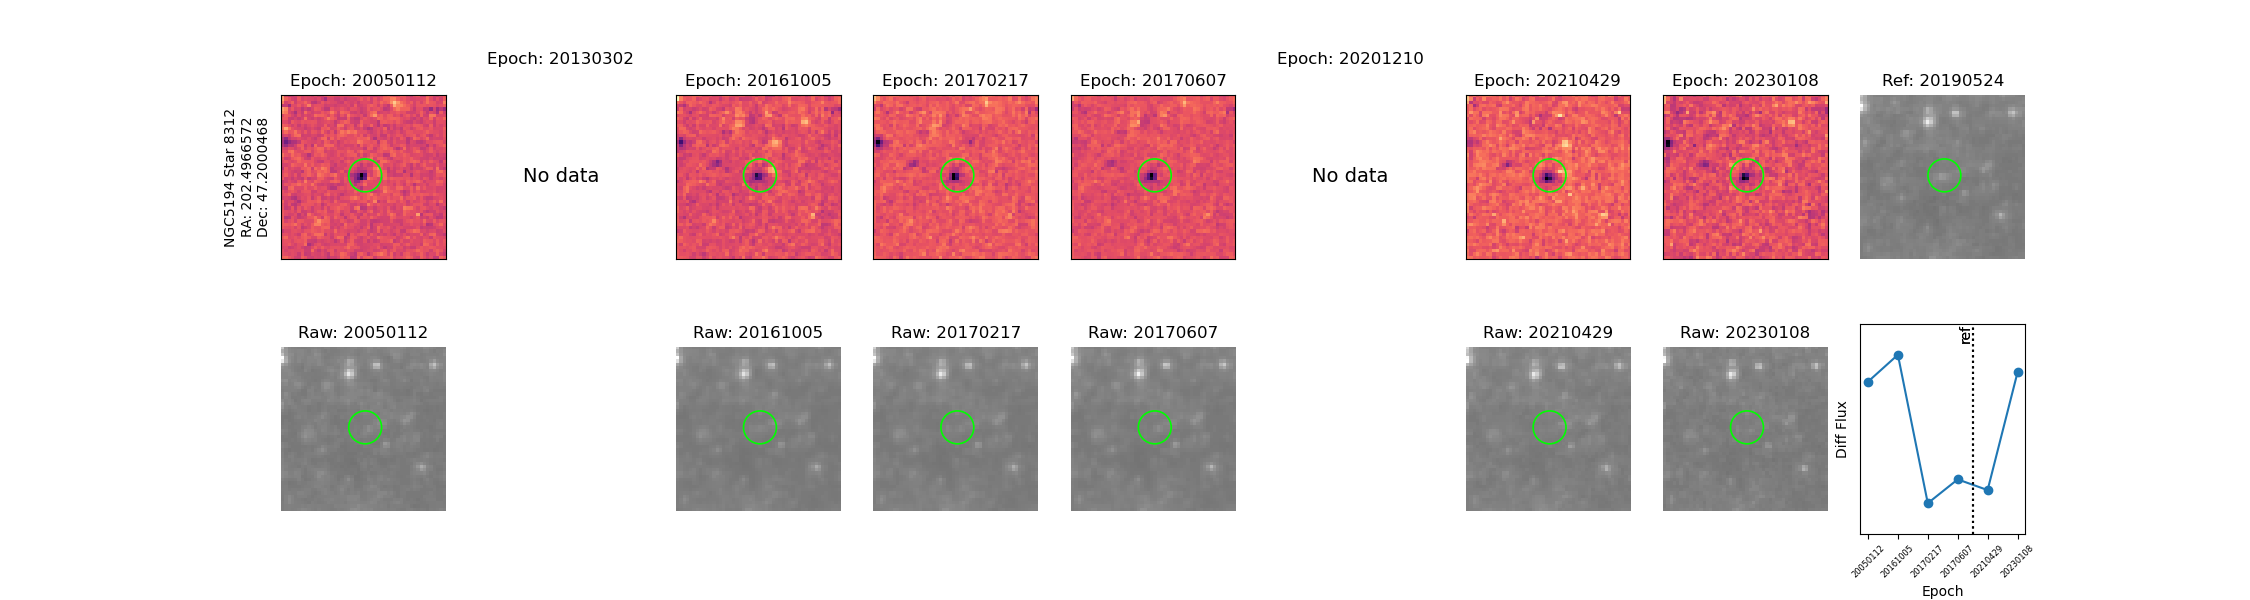 Epoch: 20130302
Epoch: 20201210
Epoch: 20050112
Epoch: 20161005
Epoch: 20170217
Epoch: 20170607
Epoch: 20210429
Epoch: 20230108
Ref: 20190524
NGC5194 Star 8312
RA: 202.4966572
Dec: 47.2000468
No data
No data
Raw: 20050112
Raw: 20161005
Raw: 20170217
Raw: 20170607
Raw: 20210429
Raw: 20230108
ref
Diff Flux
20050112
20161005
20170217
20170607
20210429
20230108
Epoch